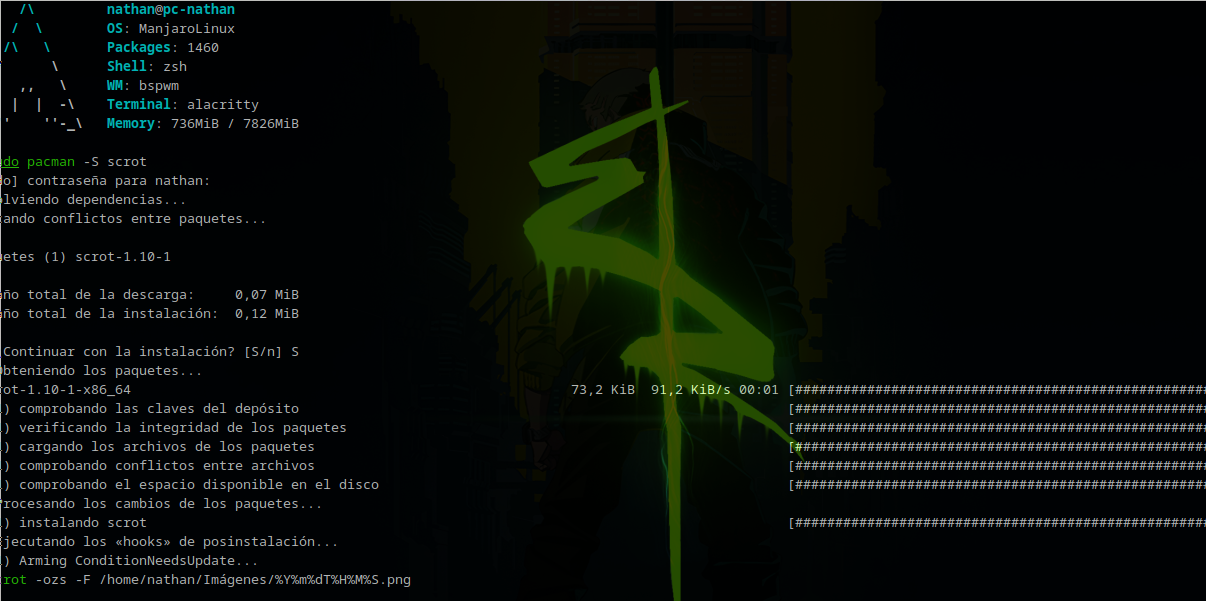 nathan@pc-nathan
OS: ManjaroLinux
Packages: 1460
Shell: zsh
WM: bspwm
Terminal: alacritty
Memory: 736MiB / 7826MiB
do pacman -S scrot
o] contraseña para nathan:
lviendo dependencias...
ando conflictos entre paquetes...
uetes (1) scrot-1.10-1
año total de la descarga: 0,07 MiB
año total de la instalación: 0,12 MiB
Continuar con la instalación? [S/n] S
Obteniendo los paquetes...
rot-1.10-1-x86_64 73,2 KiB 91,2 KiB/s 00:01 [####################################################
) comprobando las claves del depósito [####################################################
) verificando la integridad de los paquetes [####################################################
) cargando los archivos de los paquetes [####################################################
) comprobando conflictos entre archivos [####################################################
) comprobando el espacio disponible en el disco [####################################################
rocesando los cambios de los paquetes...
) instalando scrot [####################################################
jecutando los «hooks» de posinstalación...
) Arming ConditionNeedsUpdate...
rot -ozs -F /home/nathan/Imágenes/%Y%m%dT%H%M%S.png